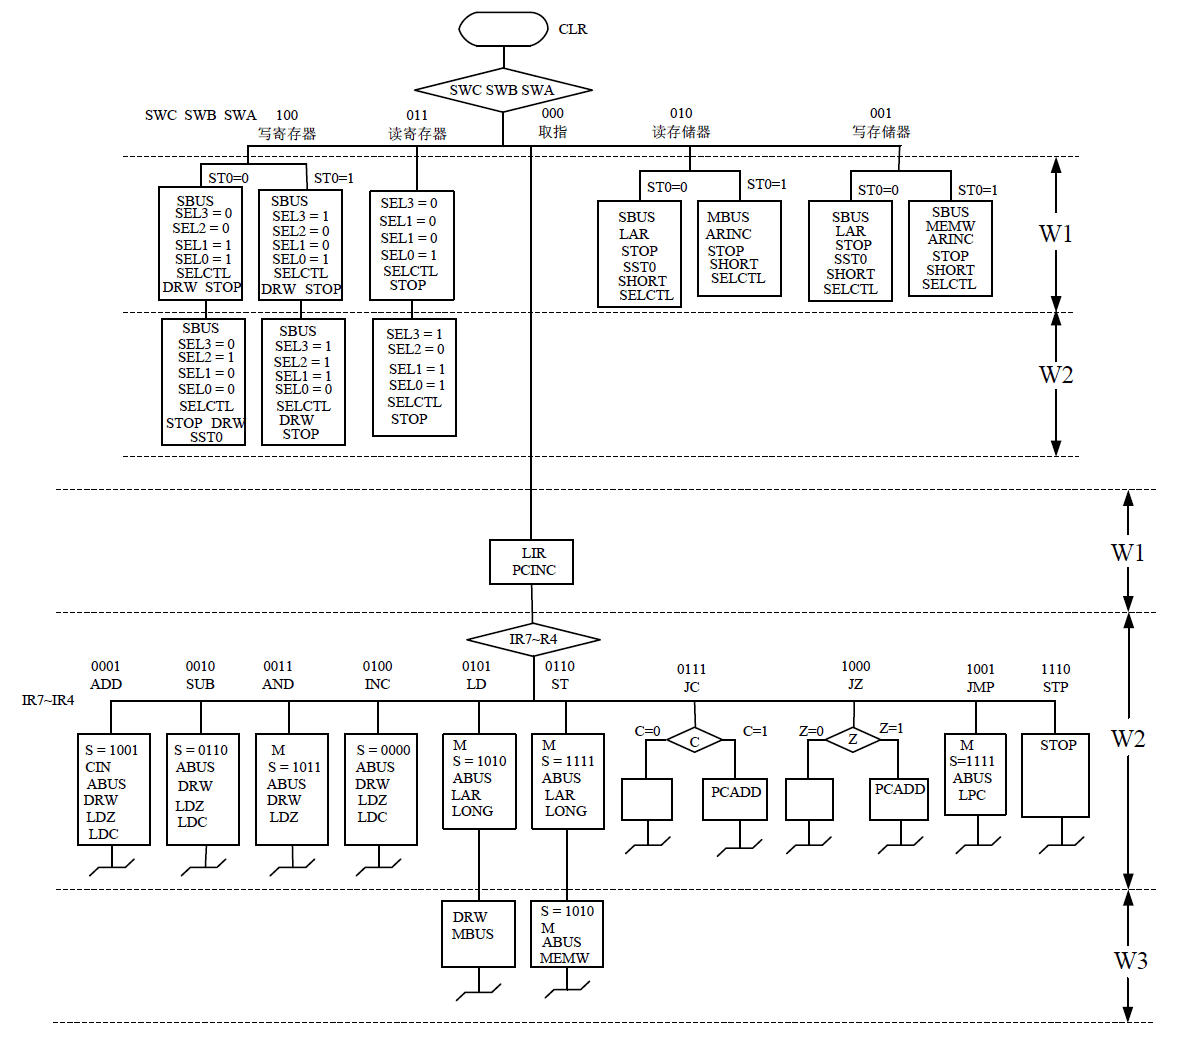 CLR
SWC SWB SWA
SWC SWB SWA
100
写寄存器
011
读寄存器
000
取指
010
读存储器
001
写存储器
ST0=0
ST0=1
ST0=0
ST0=1
ST0=0
ST0=1
SBUS
SEL3 = 0
SEL2 = 0
SEL1 = 1
SEL0 = 1
SELCTL
DRW STOP
SBUS
SEL3 = 1
SEL2 = 0
SEL1 = 0
SEL0 = 1
SELCTL
DRW STOP
SEL3 = 0
SEL1 = 0
SEL1 = 0
SEL0 = 1
SELCTL
STOP
SBUS
LAR
STOP
SST0
SHORT
SELCTL
MBUS
ARINC
STOP
SHORT
SELCTL
SBUS
LAR
STOP
SST0
SHORT
SELCTL
SBUS
MEMW
ARINC
STOP
SHORT
SELCTL
W1
SBUS
SEL3 = 0
SEL2 = 1
SEL1 = 0
SEL0 = 0
SELCTL
STOP DRW
SST0
SBUS
SEL3 = 1
SEL2 = 1
SEL1 = 1
SEL0 = 0
SELCTL
DRW
STOP
SEL3 = 1
SEL2 = 0
SEL1 = 1
SEL0 = 1
SELCTL
STOP
W2
LIR
PCINC
W1
IR7~R4
IR7~IR4
0001
ADD
0010
SUB
0011
AND
0100
INC
0101
LD
0110
ST
0111
JC
1000
JZ
1001
JMP
1110
STP
S = 1001
CIN
ABUS
DRW
LDZ
LDC
S = 0110
ABUS
DRW
LDZ
LDC
M
S = 1011
ABUS
DRW
LDZ
S = 0000
ABUS
DRW
LDZ
LDC
M
S = 1010
ABUS
LAR
LONG
M
S = 1111
ABUS
LAR
LONG
C=0
C
C=1
PCADD
Z=0
Z
Z=1
PCADD
M
S=1111
ABUS
LPC
STOP
W2
DRW
MBUS
S = 1010
M
ABUS
MEMW
W3